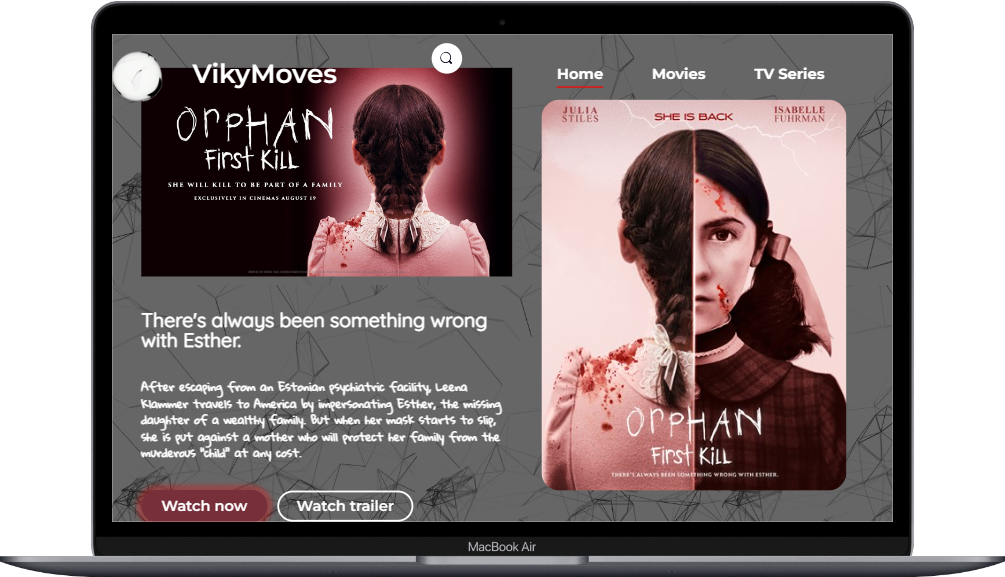 VikyMoves
Home
Movies
TV Series
ORPHAN
First Kill
SHE WILL KILL TO BE PART OF A FAMILY
EXCLUSIVELY IN CINEMAS AUGUST 19
There's always been something wrong
with Esther.
After escaping from an Estonian psychiatric facility, Leena
Klammer travels to America by impersonating Esther, the missing
daughter of a wealthy family. But when her mask starts to slip,
she is put against a mother who will protect her family from the
murderous "child" at any cost.
Watch now
Watch trailer
JULIA
STILES
SHE IS BACK
ISABELLE
FUHRMAN
ORPHAN
First Kill
THERE'S ALWAYS BEEN SOMETHING WRONG WITH ESTHER.
MacBook Air